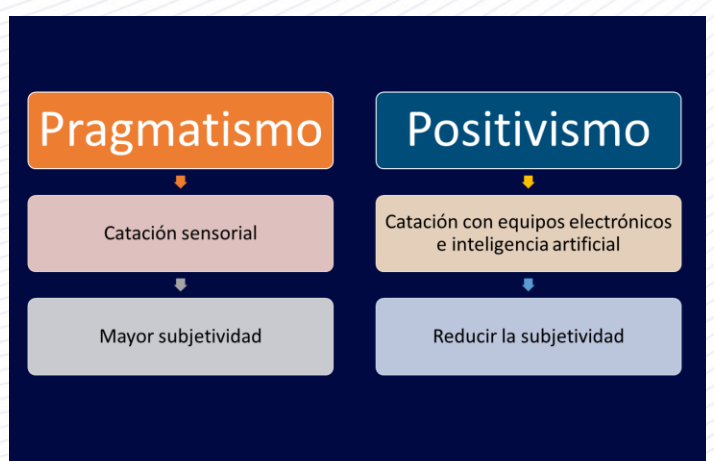 Pragmatismo
Catación sensorial
Mayor subjetividad
Positivismo
Catación con equipos electrónicos
e inteligencia artificial
Reducir la subjetividad